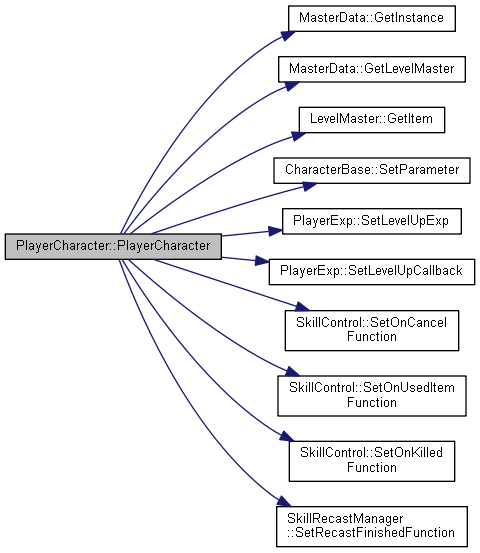 MasterData::GetInstance
MasterData::GetLevelMaster
LevelMaster::GetItem
CharacterBase::SetParameter
PlayerExp::SetLevelUpExp
PlayerCharacter::PlayerCharacter
PlayerExp::SetLevelUpCallback
SkillControl::SetOnCancel
Function
SkillControl::SetOnUsedItem
Function
SkillControl::SetOnKilled
Function
SkillRecastManager
::SetRecastFinishedFunction